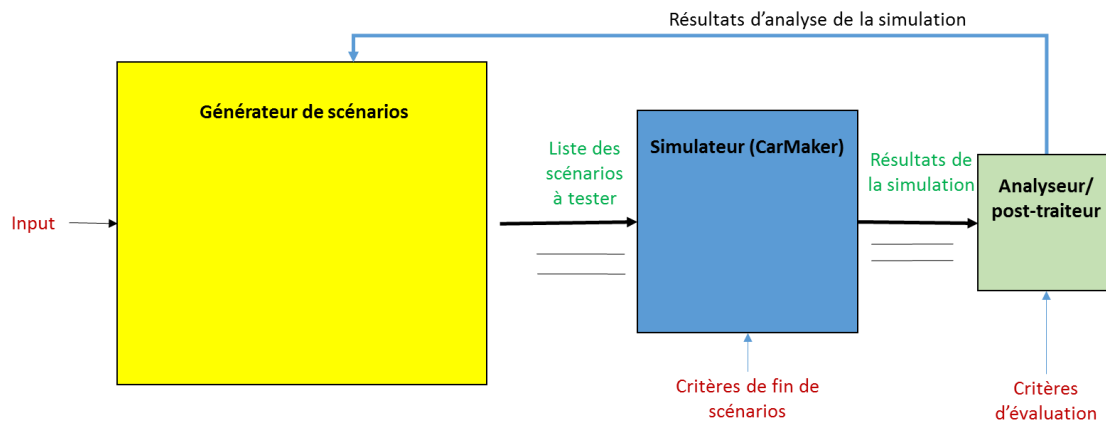 Résultats d’analyse de la simulation
Générateur de scénarios
Liste des
scénarios
à tester
Simulateur (CarMaker)
Résultats de
la simulation
Analyseur/
post-traiteur
Input
Critères de fin de
scénarios
Critères
d’évaluation